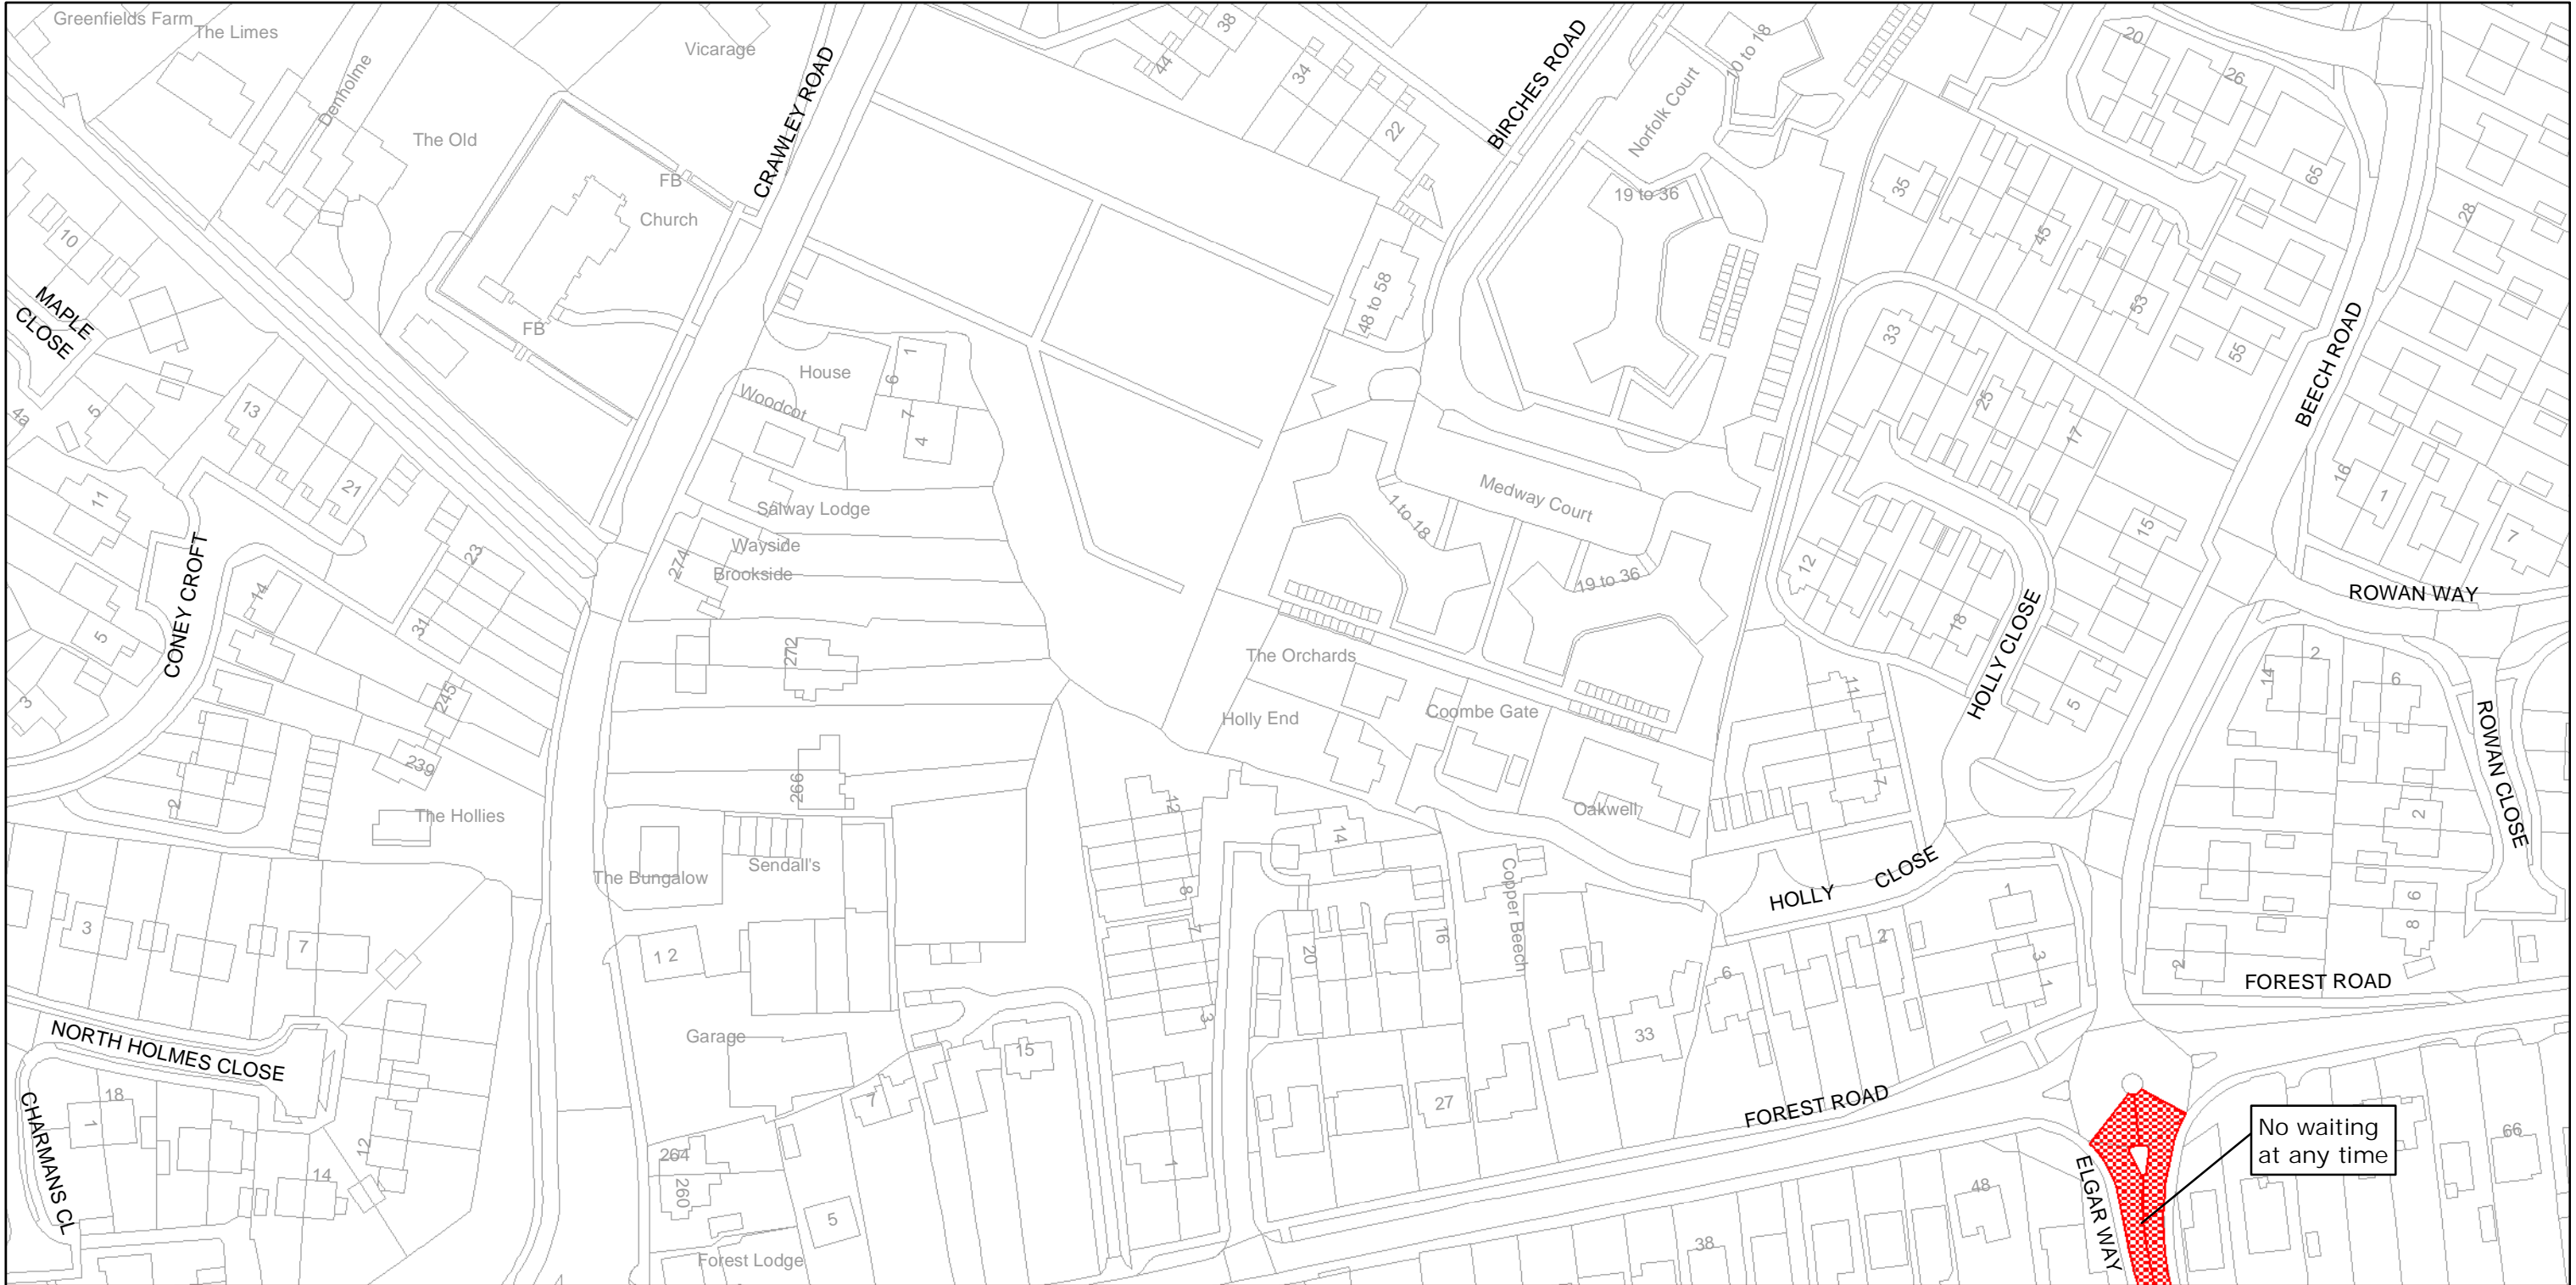 Greenfields Farm
The Limes
Denholme
The Old
Vicarage
CRAWLEY ROAD
FB
Church
FB
38
44
34
22
BIRCHES ROAD
Norfolk Court
10 to 18
19 to 36
20
26
65
35
45
53
55
28
BEECH ROAD
10
MAPLE
CLOSE
4a
5
13
21
11
House
Woodcot
1
6
7
4
48 to 58
33
25
17
16
1
7
15
Salway Lodge
Wayside
Brookside
274
Medway Court
1 to 18
19 to 36
12
18
HOLLY CLOSE
ROWAN WAY
CONEY CROFT
14
23
31
5
3
245
239
2
The Hollies
272
266
The Orchards
Holly End
Coombe Gate
Oakwell
11
7
5
14
2
6
2
ROWAN CLOSE
6
8
2
FOREST ROAD
The Bungalow
Sendall's
1 2
Garage
12
8
7
3
1
14
20
16
Copper Beech
HOLLY CLOSE
1
2
3
1
6
33
27
3
7
NORTH HOLMES CLOSE
CHARMANS CL
18
1
12
14
15
7
264
260
5
Forest Lodge
FOREST ROAD
38
48
66
ELGAR WAY
No waiting
at any time